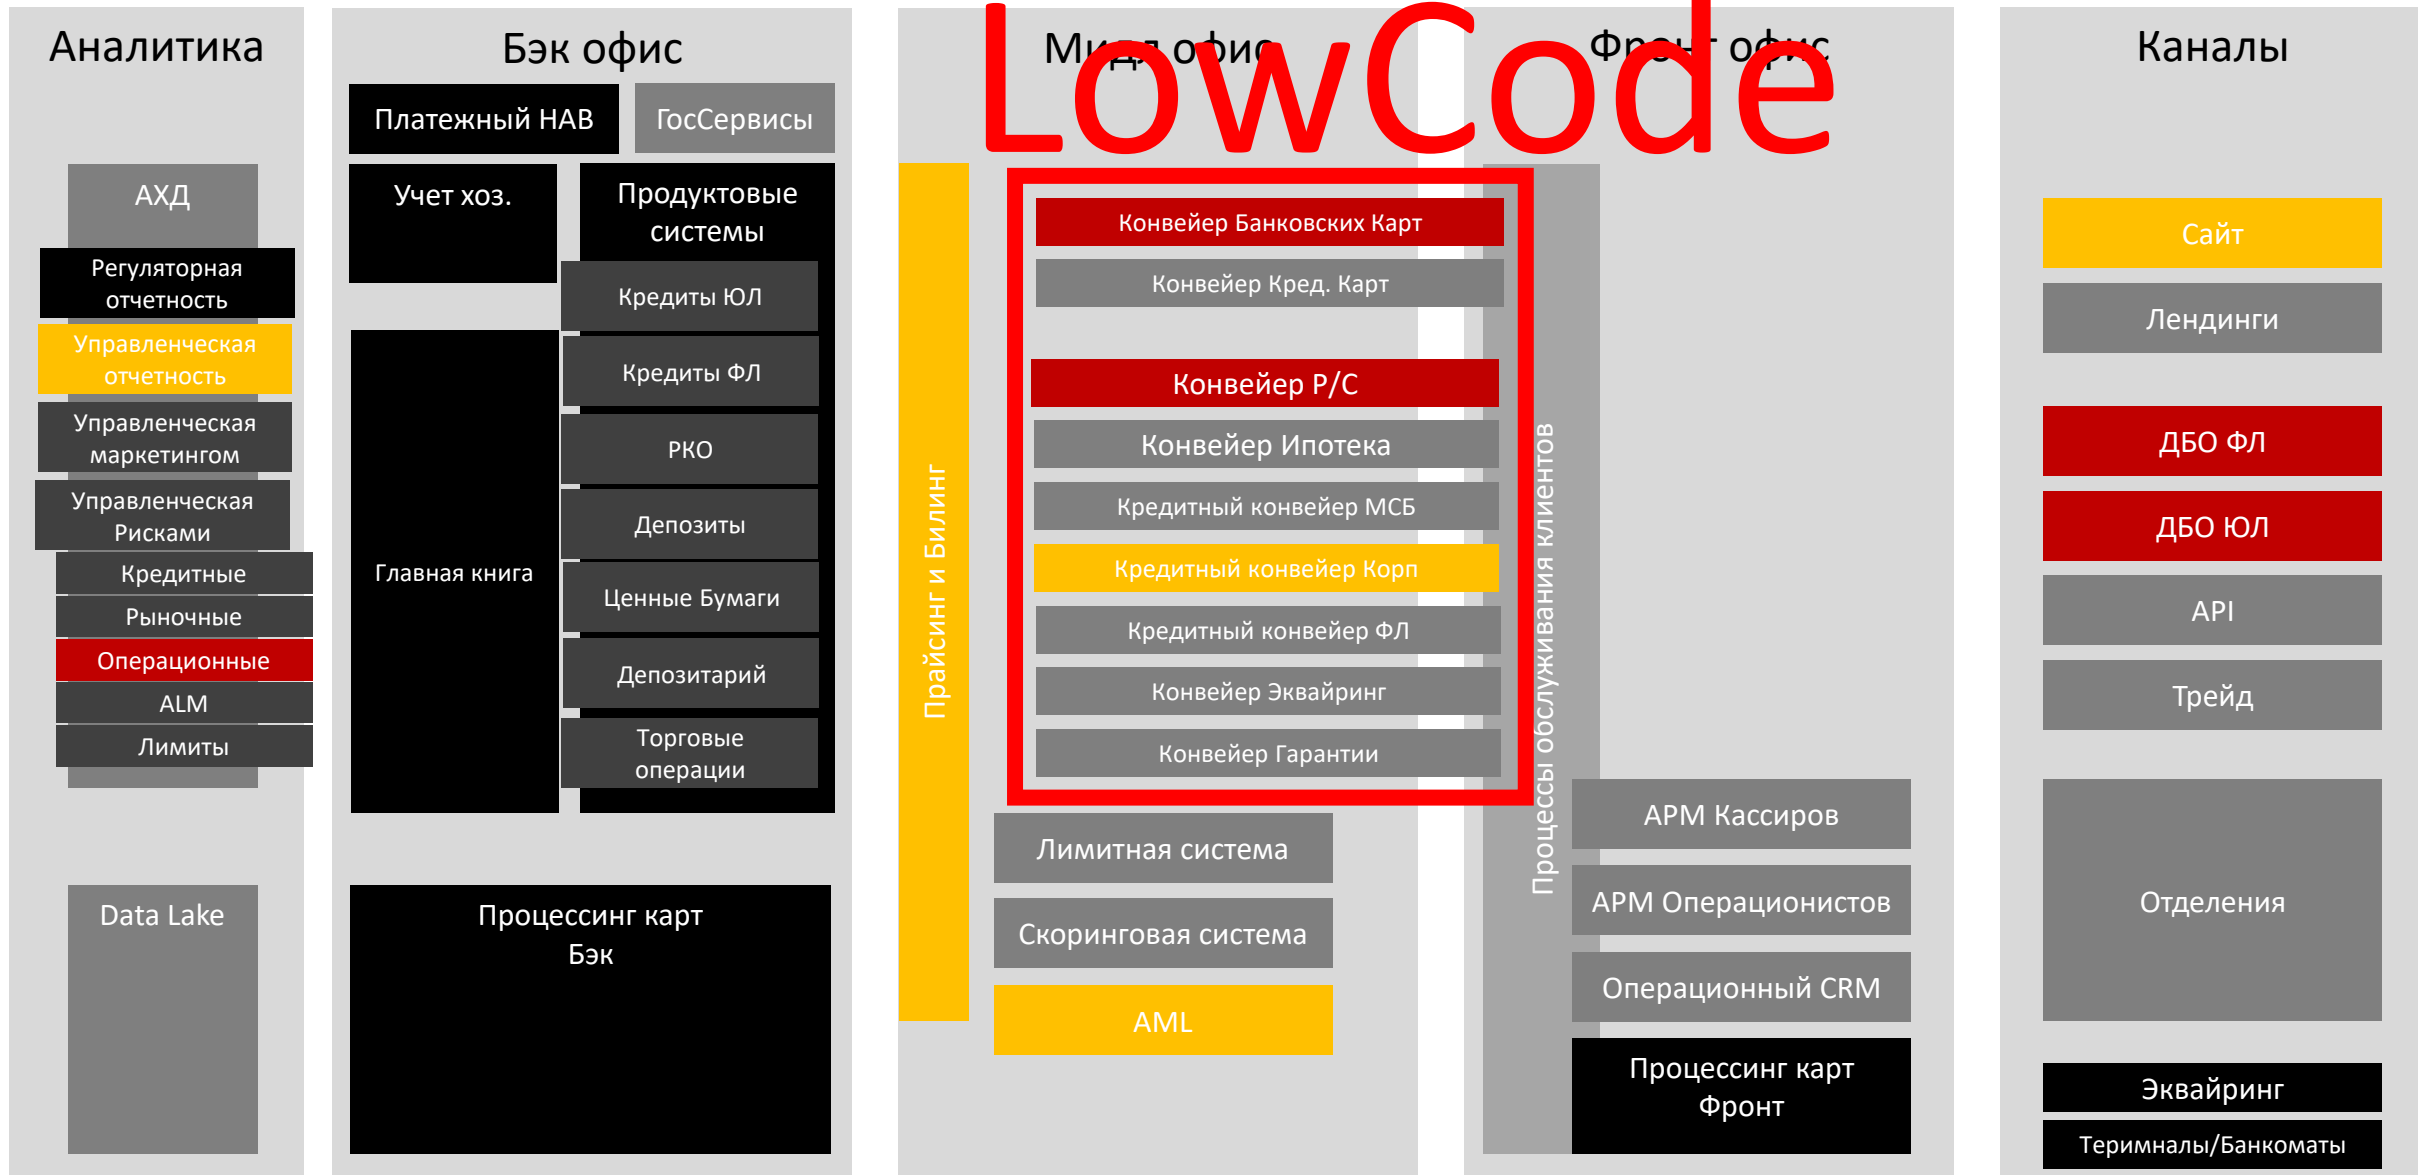 Аналитика
АХД
Регуляторная
отчетность
Управленческая
отчетность
Управленческая
маркетингом
Управленческая
Рисками
Кредитные
Рыночные
Операционные
ALM
Лимиты
Data Lake
Бэк офис
Платежный HAB
ГосСервисы
Учет хоз.
Продуктовые
системы
Кредиты ЮЛ
Кредиты ФЛ
РКО
Депозиты
Ценные Бумаги
Депозитарий
Торговые
операции
Главная книга
Процессинг карт
Бэк
Мидл офис
LowCode
Прайсинг и Билинг
Конвейер Банковских Карт
Конвейер Кред. Карт
Конвейер Р/С
Конвейер Ипотека
Кредитный конвейер МСБ
Кредитный конвейер Корп
Кредитный конвейер ФЛ
Конвейер Эквайринг
Конвейер Гарантии
Лимитная система
Скоринговая система
AML
Фронт офис
Процессы обслуживания клиентов
АРМ Кассиров
АРМ Операционистов
Операционный CRM
Процессинг карт
Фронт
Каналы
Сайт
Лендинги
ДБО ФЛ
ДБО ЮЛ
API
Трейд
Отделения
Эквайринг
Теримналы/Банкоматы